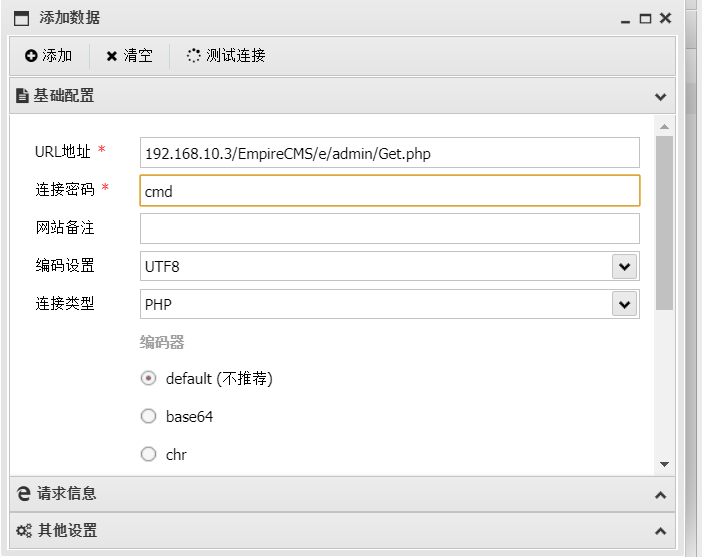 添加数据
添加 清空 测试连接
基础配置
URL地址 * 192.168.10.3/EmpireCMS/e/admin/Get.php
连接密码 * cmd
网站备注
编码设置 UTF8
连接类型 PHP
编码器
default (不推荐)
base64
chr
请求信息
其他设置